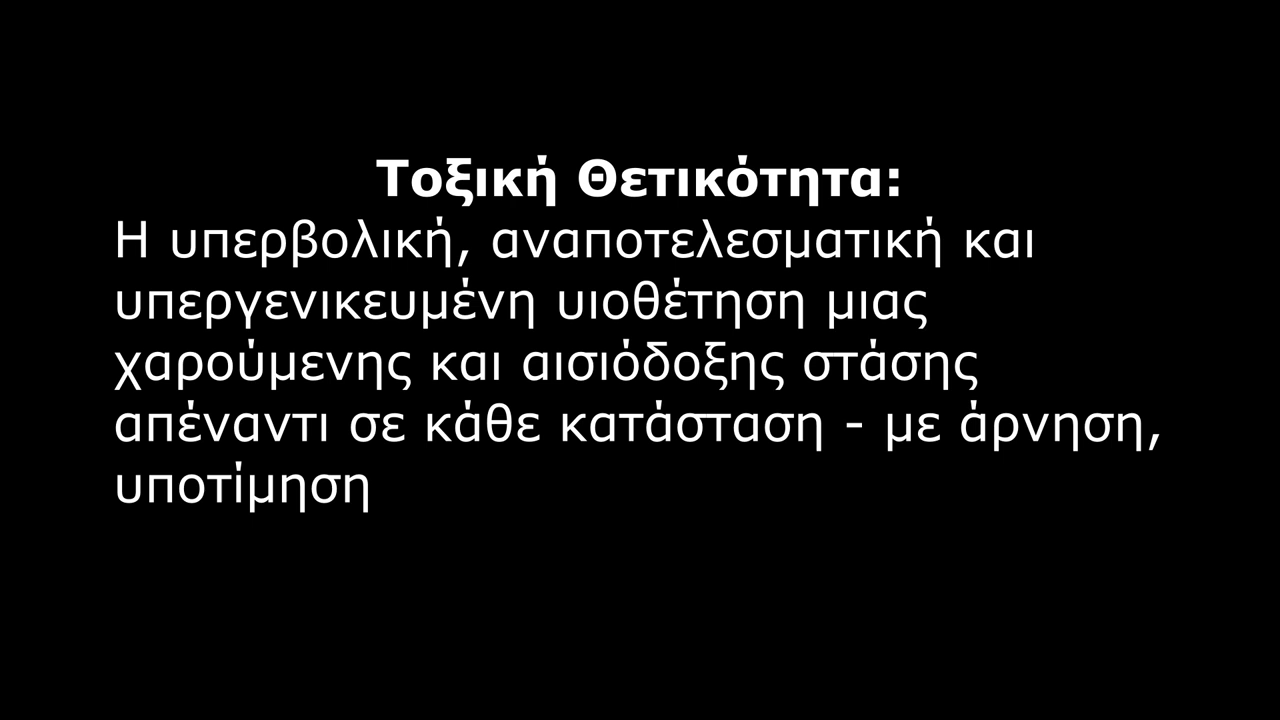 Τοξική Θετικότητα:
Η υπερβολική, αναποτελεσματική και
υπεργενικευμένη υιοθέτηση μιας
χαρούμενης και αισιόδοξης στάσης
απέναντι σε κάθε κατάσταση - με άρνηση,
υποτίμηση